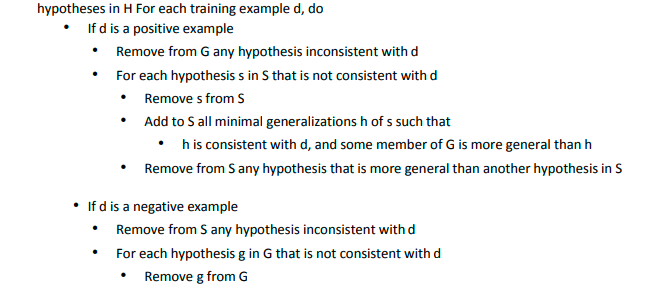 hypotheses in H For each training example d, do
• If d is a positive example
• Remove from G any hypothesis inconsistent with d
• For each hypothesis s in S that is not consistent with d
• Remove s from S
• Add to S all minimal generalizations h of s such that
• h is consistent with d, and some member of G is more general than h
• Remove from S any hypothesis that is more general than another hypothesis in S
• If d is a negative example
• Remove from S any hypothesis inconsistent with d
• For each hypothesis g in G that is not consistent with d
• Remove g from G